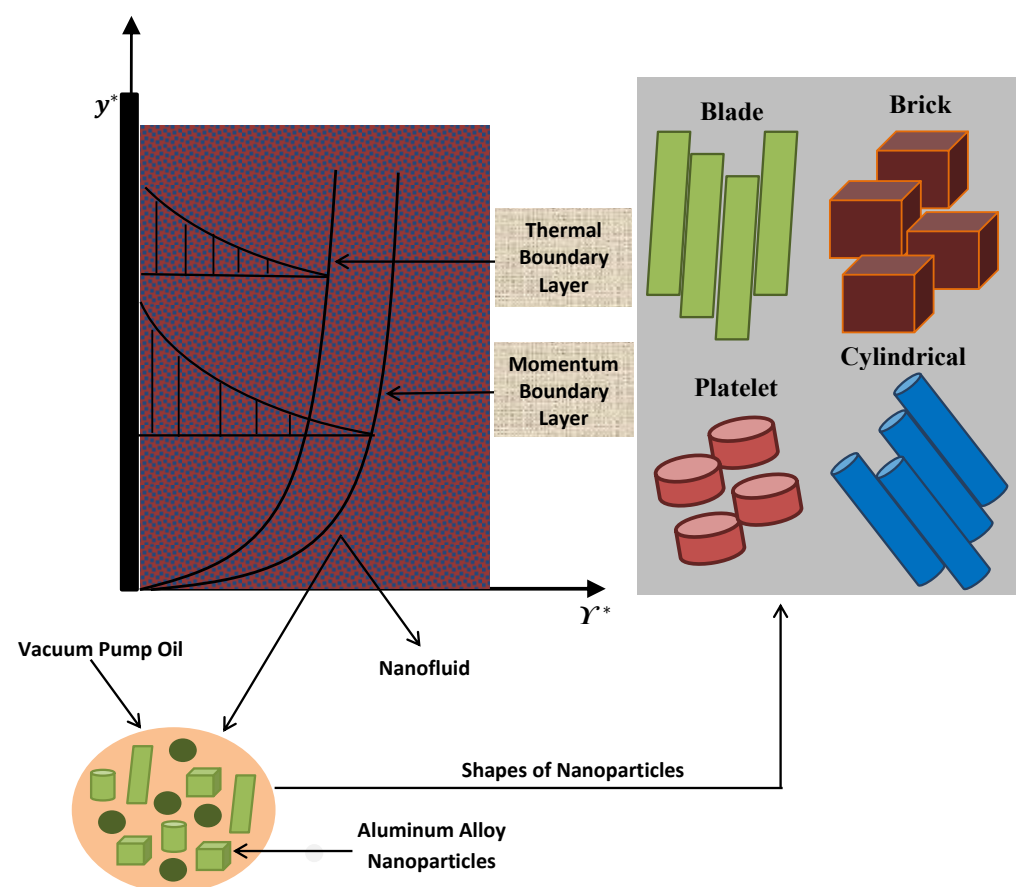 y*
Thermal
Boundary
Layer
Momentum
Boundary
Layer
ϒ*
Blade
Brick
Platelet
Cylindrical
Vacuum Pump Oil
Nanofluid
Shapes of Nanoparticles
Aluminum Alloy
Nanoparticles